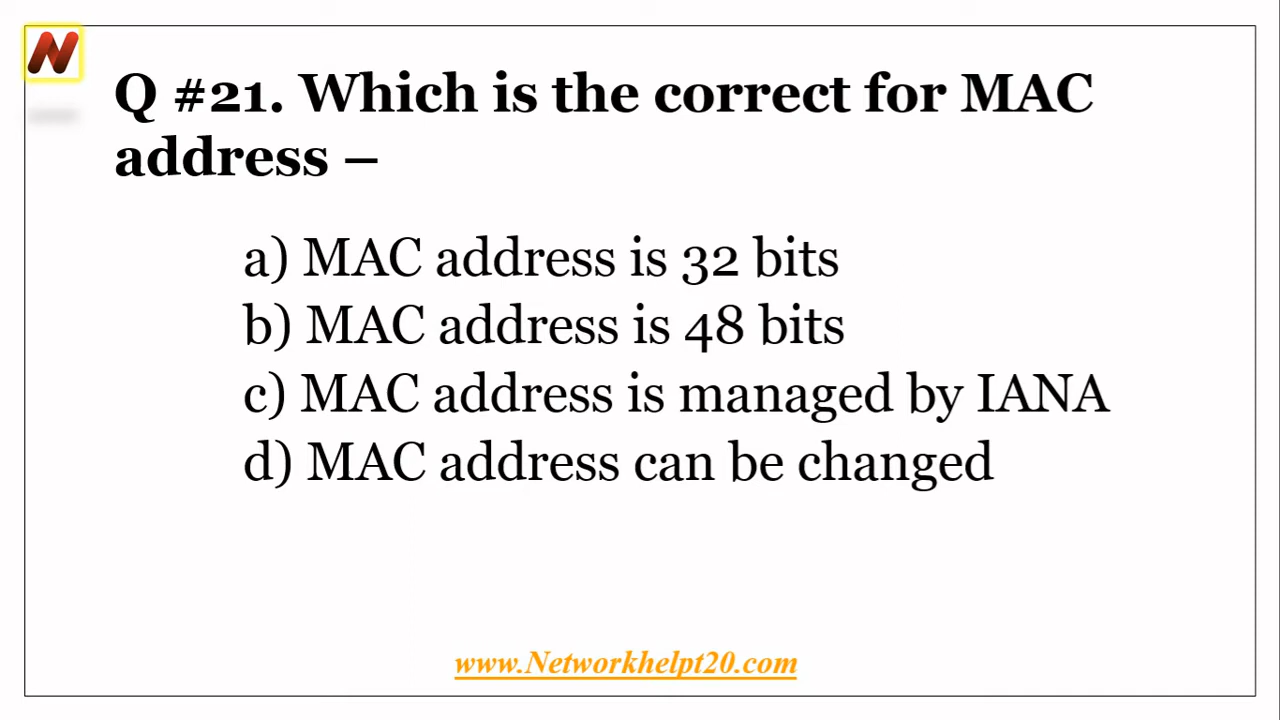 Q #21. Which is the correct for MAC
address –
a) MAC address is 32 bits
b) MAC address is 48 bits
c) MAC address is managed by IANA
d) MAC address can be changed
www.Networkhelpt20.com